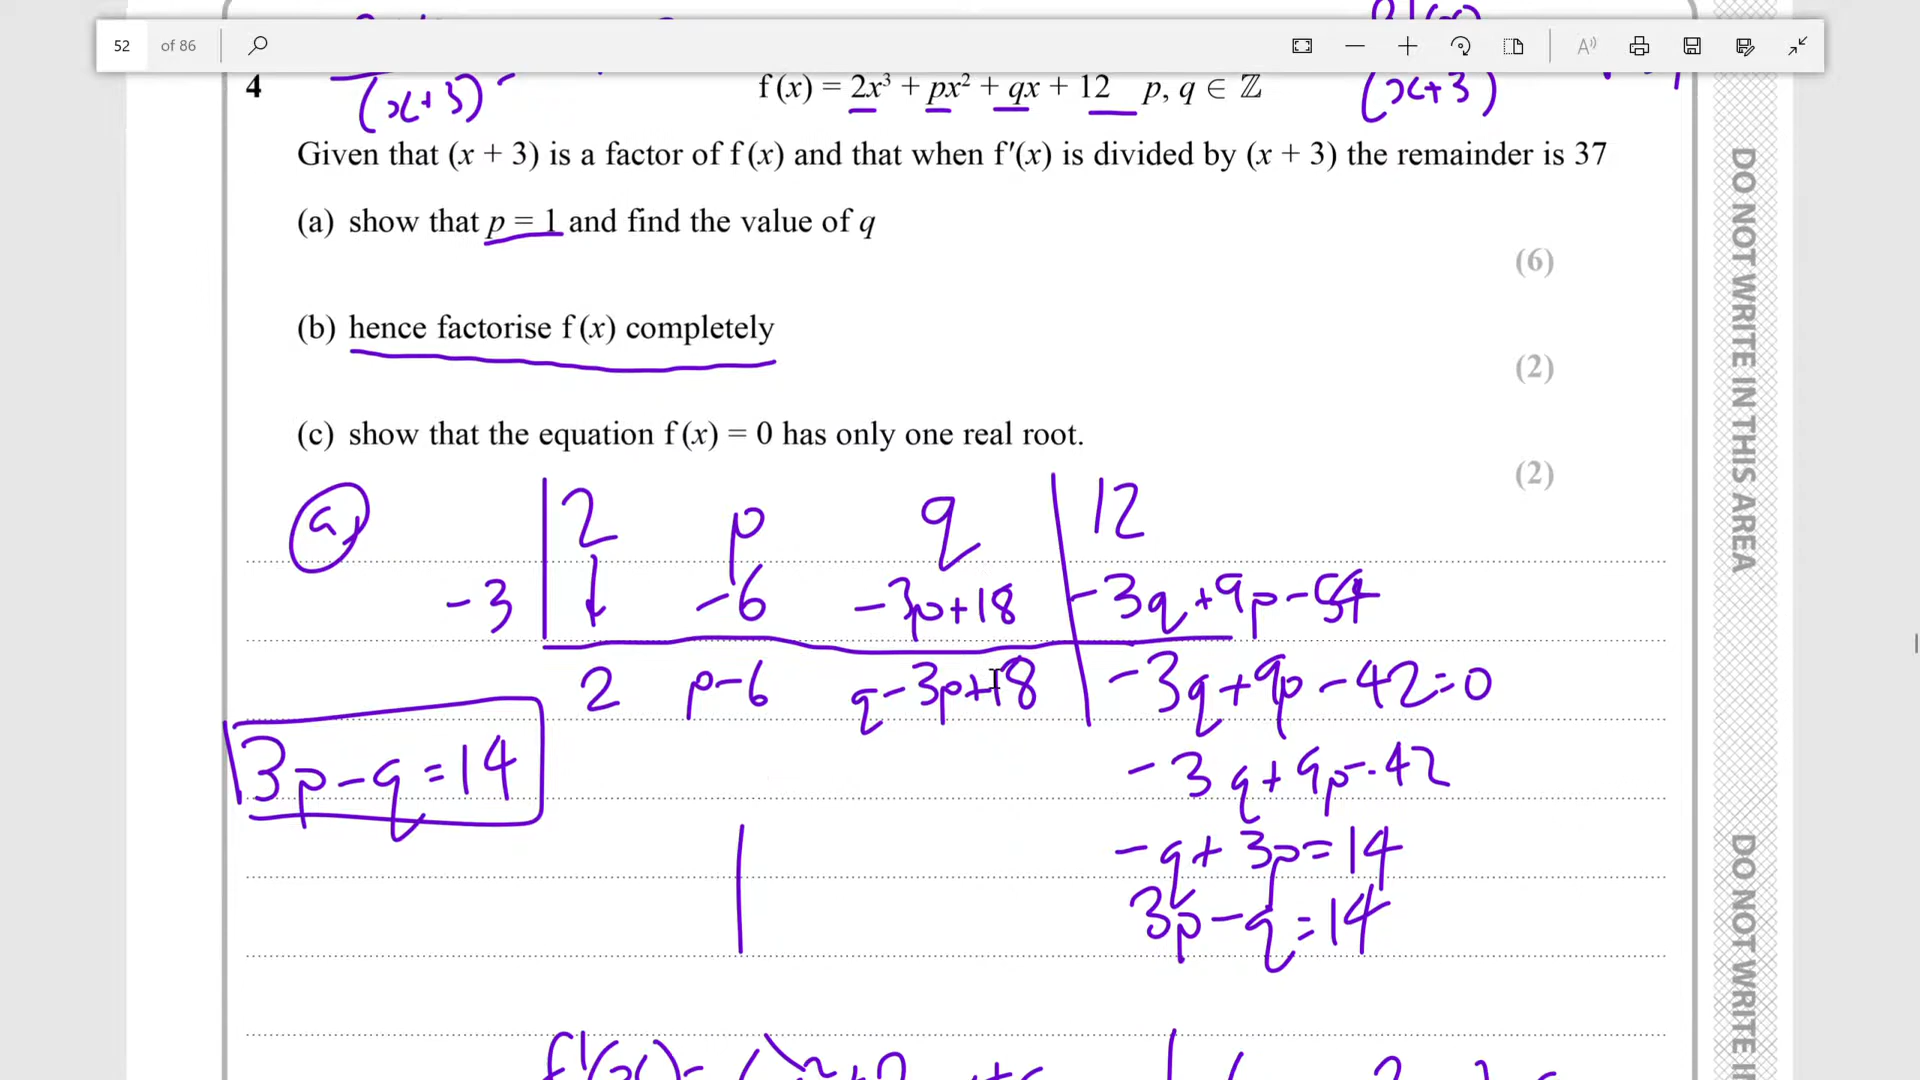 52 of 86
4 (x+3) f(x) = 2x³ + px² + qx + 12 p, q ∈ ℤ (x+3)
Given that (x + 3) is a factor of f(x) and that when f′(x) is divided by (x + 3) the remainder is 37
(a) show that p = 1 and find the value of q
(6)
(b) hence factorise f(x) completely
(2)
(c) show that the equation f(x) = 0 has only one real root.
(2)
a, 2 p q 12
-3 -6 -3p+18 -3q+9p-54
2 p-6 q-3p+18 -3q+9p-42=0
3p-q=14
-3q+9p-42
-q+3p=14
3p-q=14
DO NOT WRITE IN THIS AREA
DO NOT WRITE I